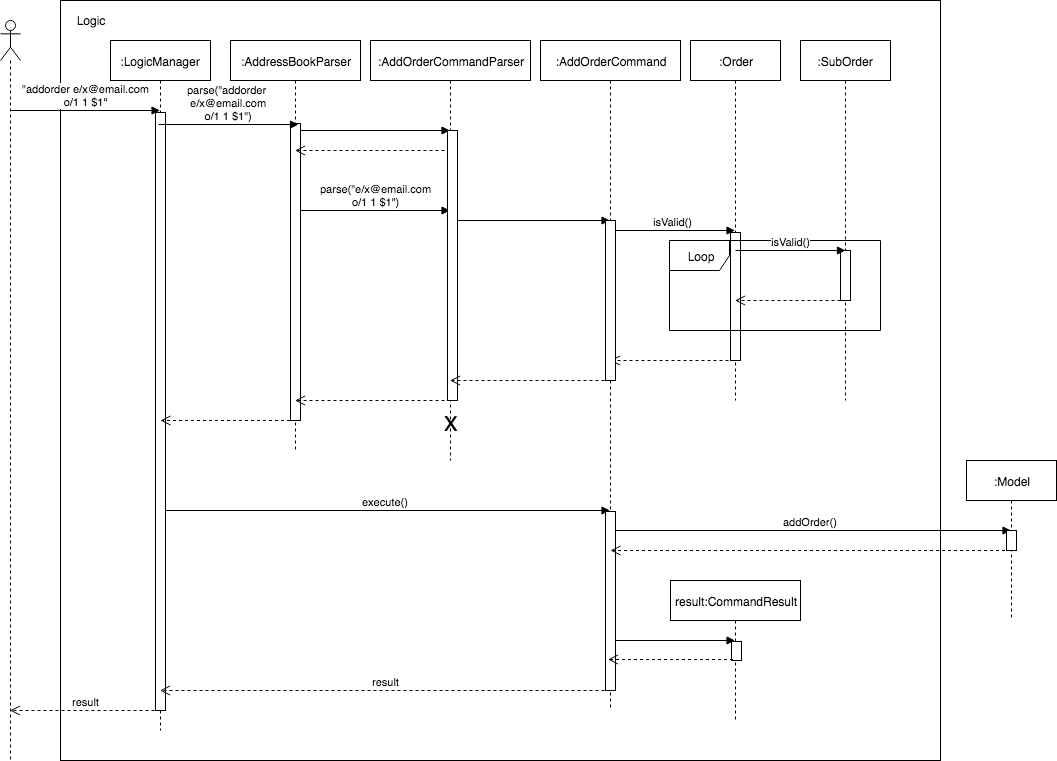 Logic
:LogicManager
:AddressBookParser
:AddOrderCommandParser
:AddOrderCommand
:Order
:SubOrder
"addorder e/x@email.com
o/1 1 $1"
parse("addorder
e/x@email.com
o/1 1 $1")
parse("e/x@email.com
o/1 1 $1")
isValid()
isValid()
Loop
X
:Model
execute()
addOrder()
result:CommandResult
result
result